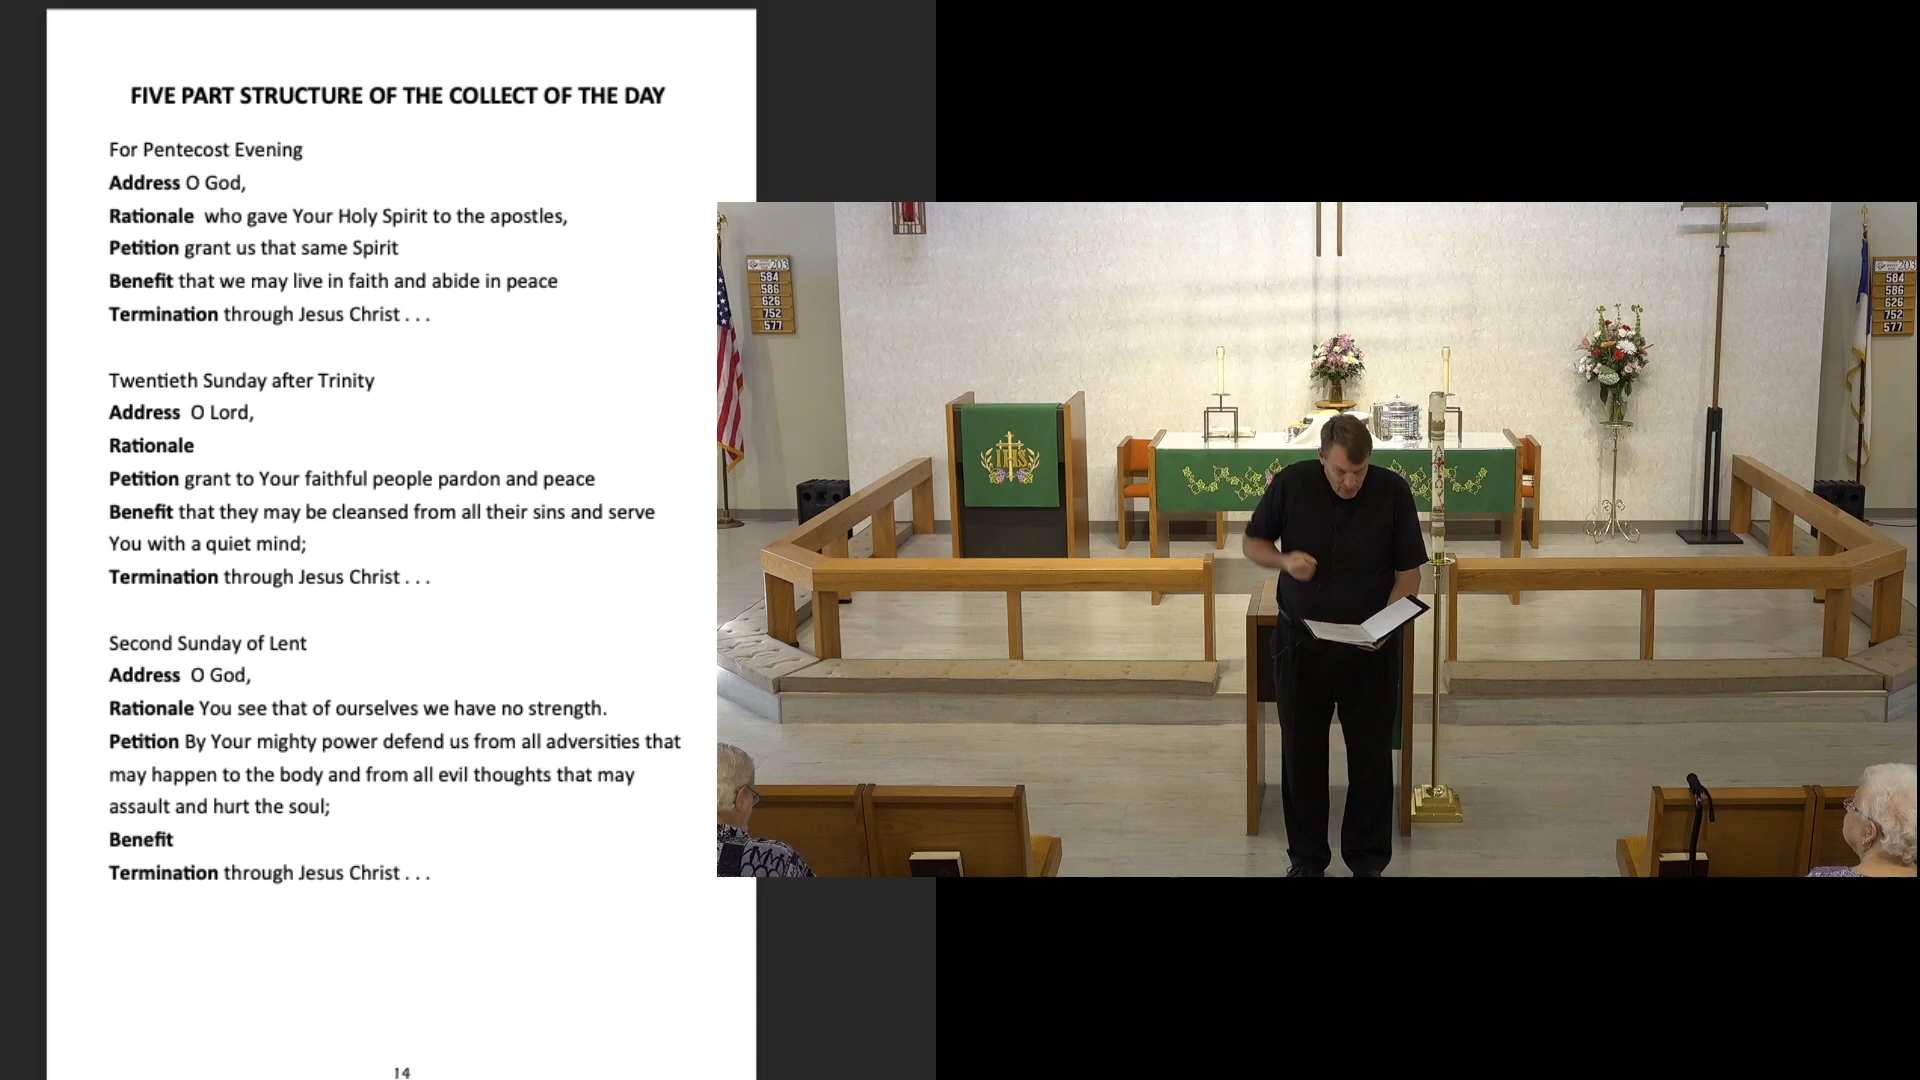 FIVE PART STRUCTURE OF THE COLLECT OF THE DAY
For Pentecost Evening
Address O God,
Rationale who gave Your Holy Spirit to the apostles,
Petition grant us that same Spirit
Benefit that we may live in faith and abide in peace
Termination through Jesus Christ . . .
Twentieth Sunday after Trinity
Address O Lord,
Rationale
Petition grant to Your faithful people pardon and peace
Benefit that they may be cleansed from all their sins and serve
You with a quiet mind;
Termination through Jesus Christ . . .
Second Sunday of Lent
Address O God,
Rationale You see that of ourselves we have no strength.
Petition By Your mighty power defend us from all adversities that
may happen to the body and from all evil thoughts that may
assault and hurt the soul;
Benefit
Termination through Jesus Christ . . .
14
203
584
586
626
752
577
IHS
203
584
586
626
752
577